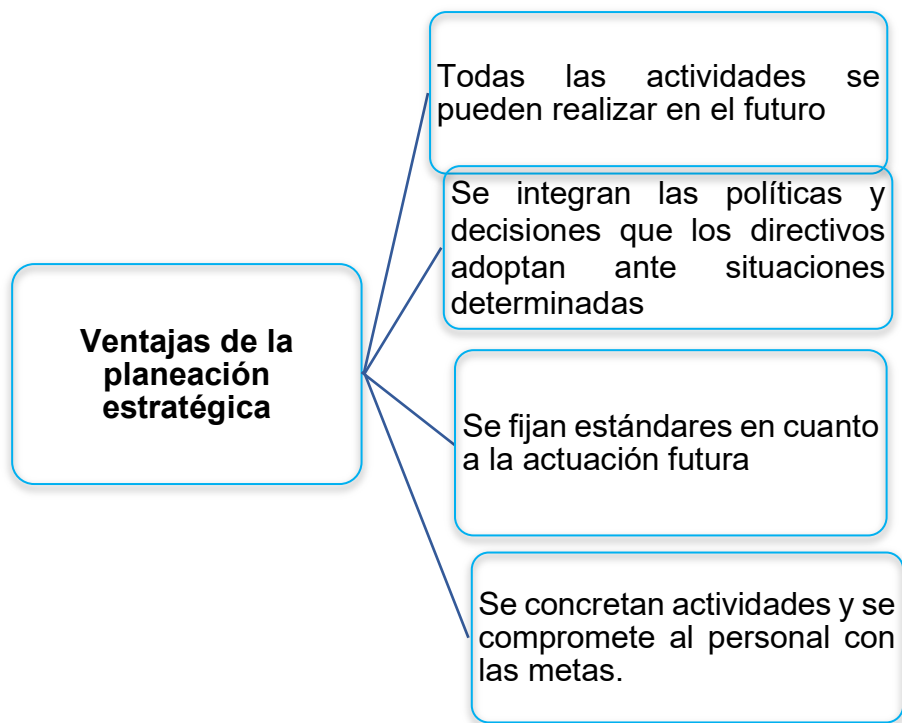 Todas las actividades se
pueden realizar en el futuro
Se integran las políticas y
decisiones que los directivos
adoptan ante situaciones
determinadas
Ventajas de la
planeación
estratégica
Se fijan estándares en cuanto
a la actuación futura
Se concretan actividades y se
compromete al personal con
las metas.